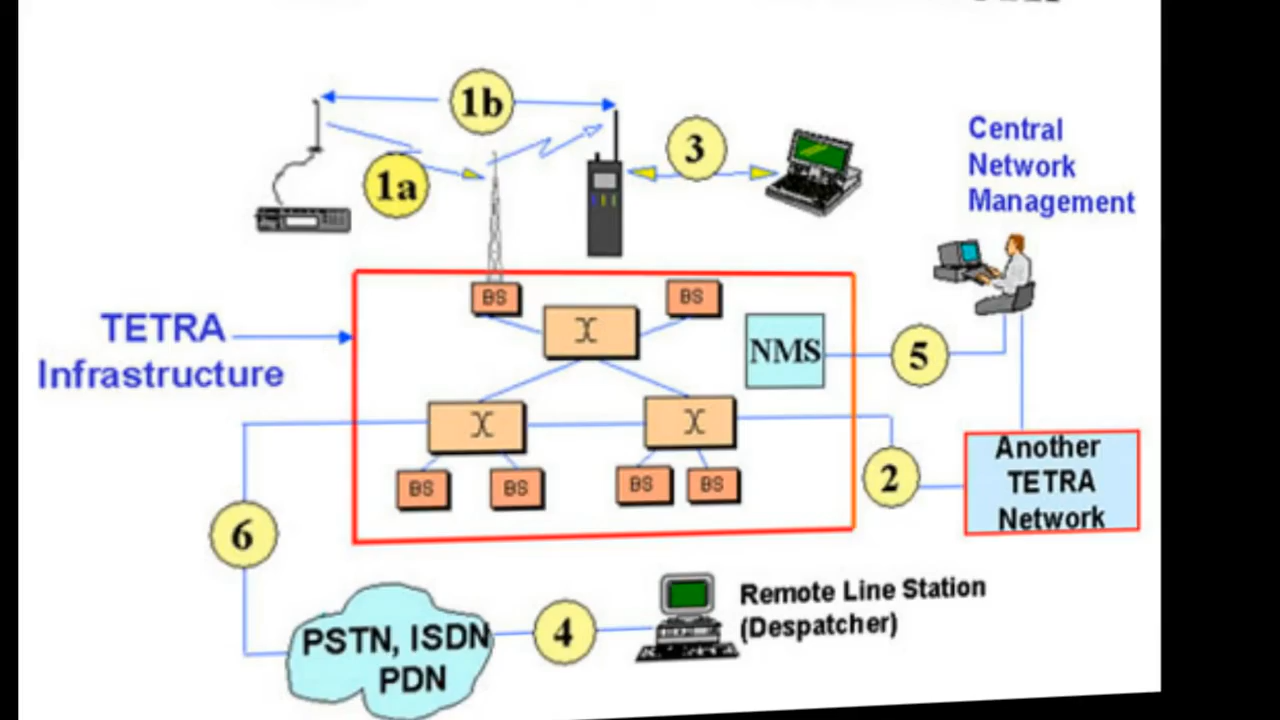 1b
3
1a
Central
Network
Management
BS
BS
TETRA
Infrastructure
NMS
5
BS
BS
BS
BS
2
Another
TETRA
Network
6
Remote Line Station
(Despatcher)
PSTN, ISDN
PDN
4